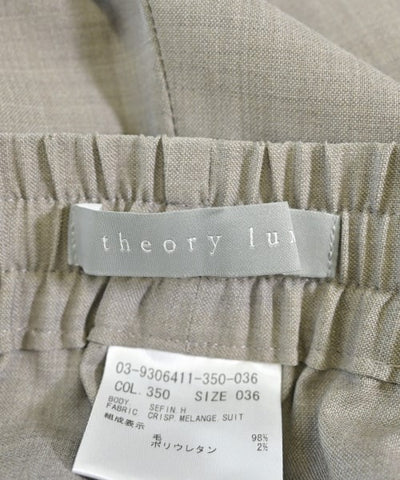 theory lux
03-9306411-350-036
COL. 350 SIZE 036
BODY SEFIN.H
FABRIC CRISP.MELANGE.SUIT
組成表示
毛 98%
ポリウレタン 2%